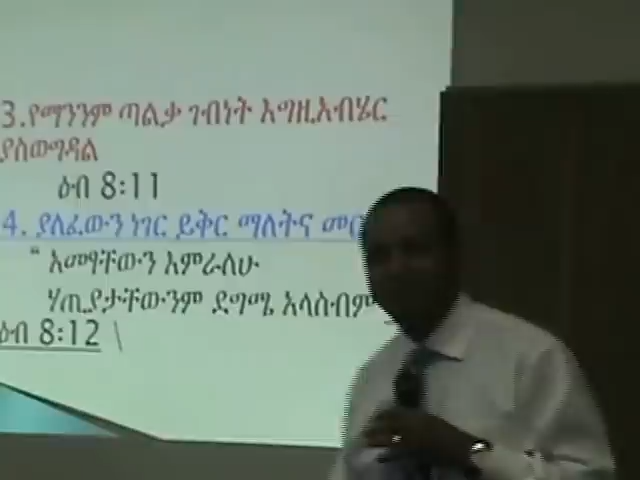 3.የማንንም ጣልቃ ገብነት እግዚአብሄር
ያስወግዳል
ዕብ 8:11
4. ያለፈውን ነገር ይቅር ማለትና
“ አመፃቸውን እምራለሁ
ሃጢያታቸውንም ደግሜ አላስብም
ዕብ 8:12 \